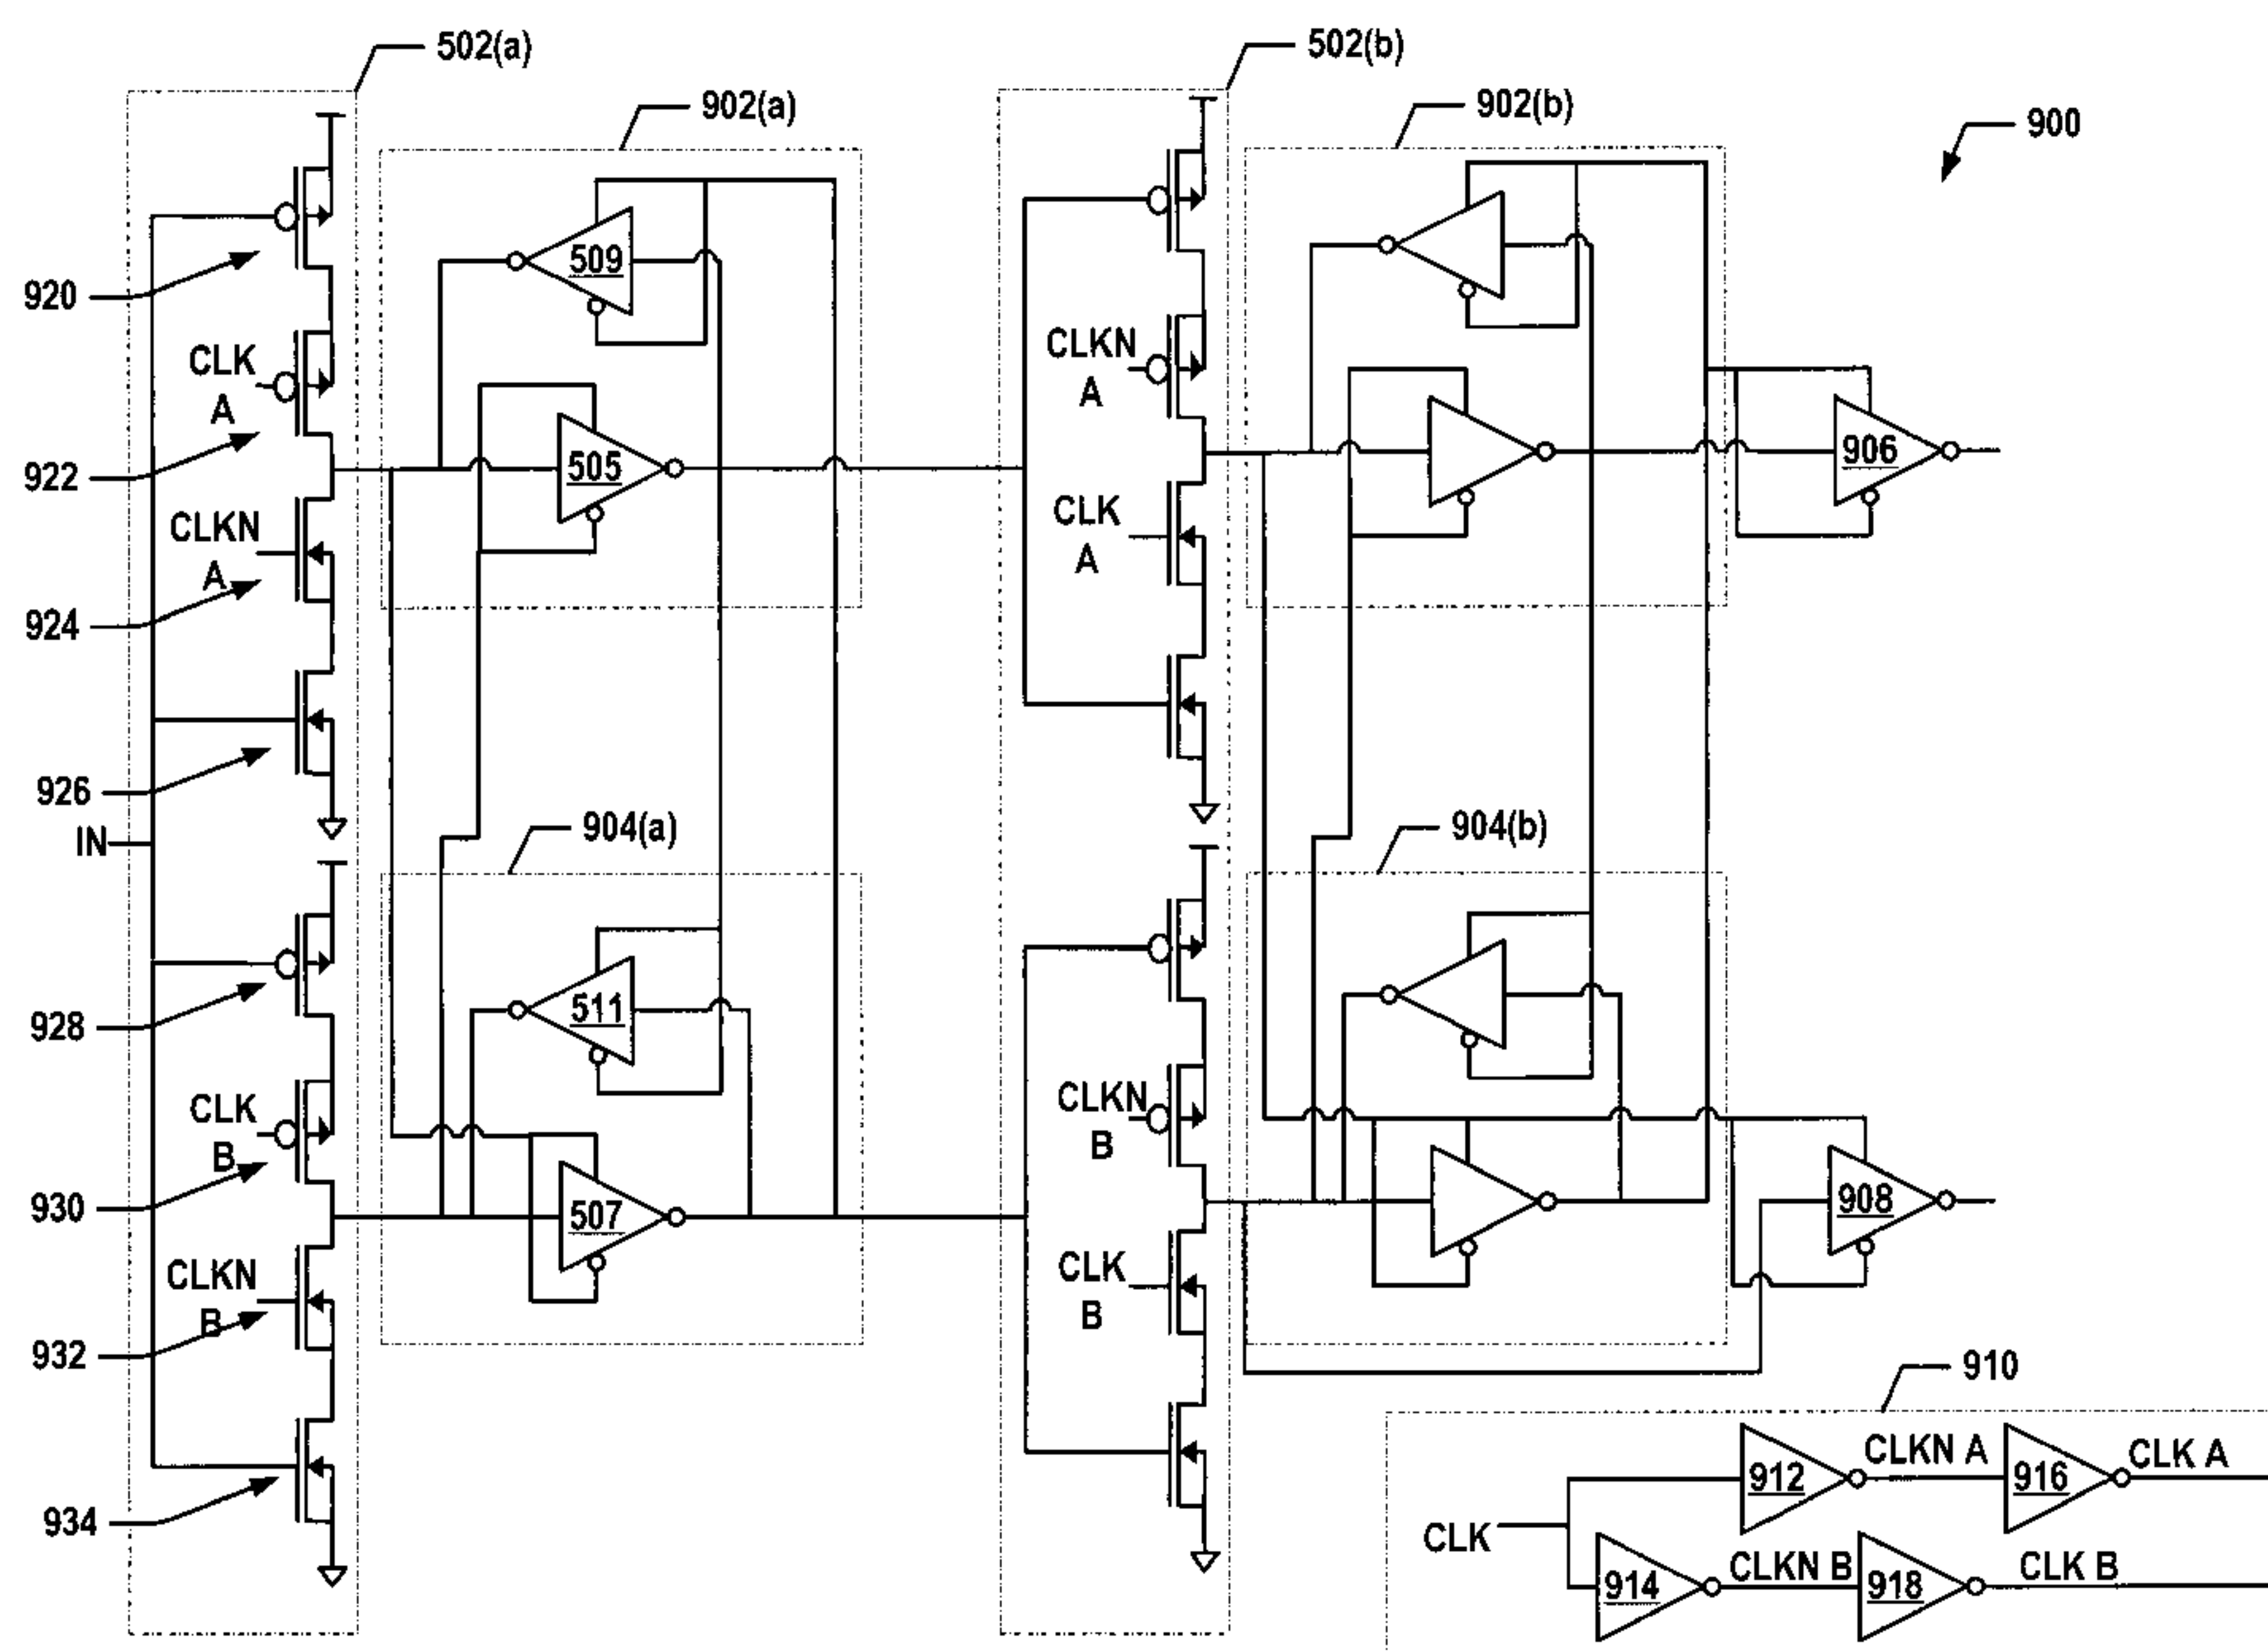 502(a)
502(b)
902(a)
902(b)
900
509
920
CLK
A
CLKN
A
922
505
906
CLKN
A
CLK
A
924
926
IN
904(a)
904(b)
928
511
CLK
B
CLKN
B
930
507
908
CLKN
B
CLK
B
932
910
934
CLK
912
CLKN A
916
CLK A
914
CLKN B
918
CLK B